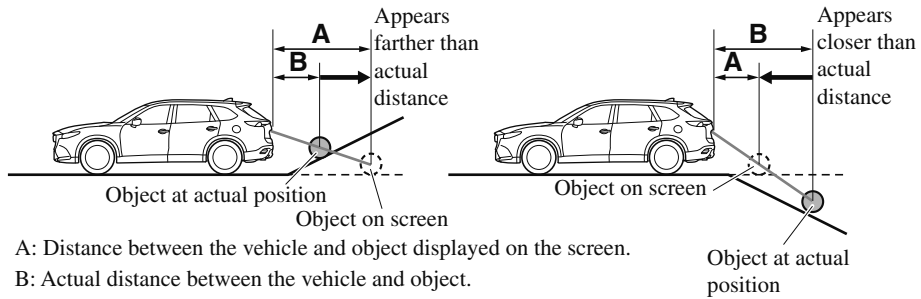 A
B
Appears
farther than
actual
distance
Object at actual position
Object on screen
B
A
Appears
closer than
actual
distance
Object on screen
Object at actual
position
A: Distance between the vehicle and object displayed on the screen.
B: Actual distance between the vehicle and object.